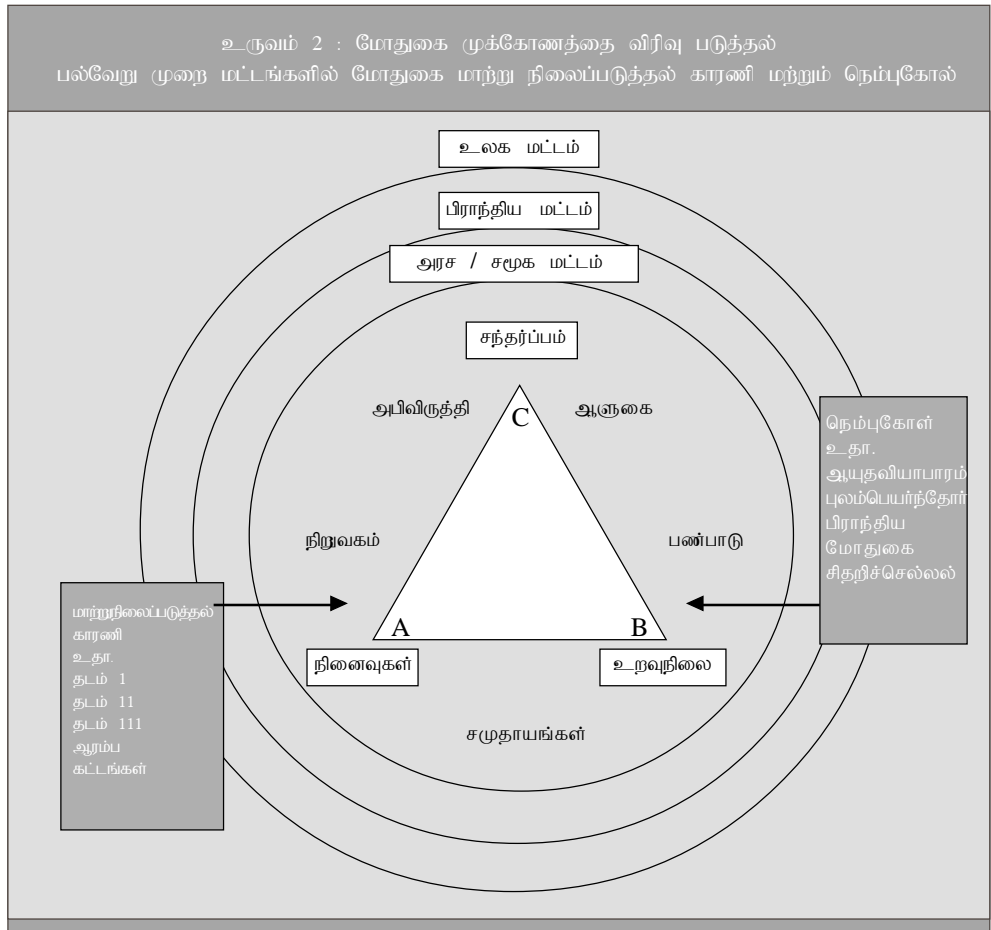 உருவம் 2 : மோதுகை முக்கோணத்தை விரிவு படுத்தல்
பல்வேறு முறை மட்டங்களில் மோதுகை மாற்று நிலைப்படுத்தல் காரணி மற்றும் நெம்புகோல்
உலக மட்டம்
பிராந்திய மட்டம்
அரச / சமூக மட்டம்
சந்தர்ப்பம்
அபிவிருத்தி
ஆளுகை
C
நெம்புகோள்
உதா.
ஆயுதவியாபாரம்
புலம்பெயர்ந்தோர்
பிராந்திய
மோதுகை
சிதறிச்செல்லல்
நிறுவகம்
பண்பாடு
மாற்றுநிலைப்படுத்தல்
காரணி
உதா.
தடம் 1
தடம் 11
தடம் 111
ஆரம்ப
கட்டங்கள்
A
B
நினைவுகள்
உறவுநிலை
சமுதாயங்கள்